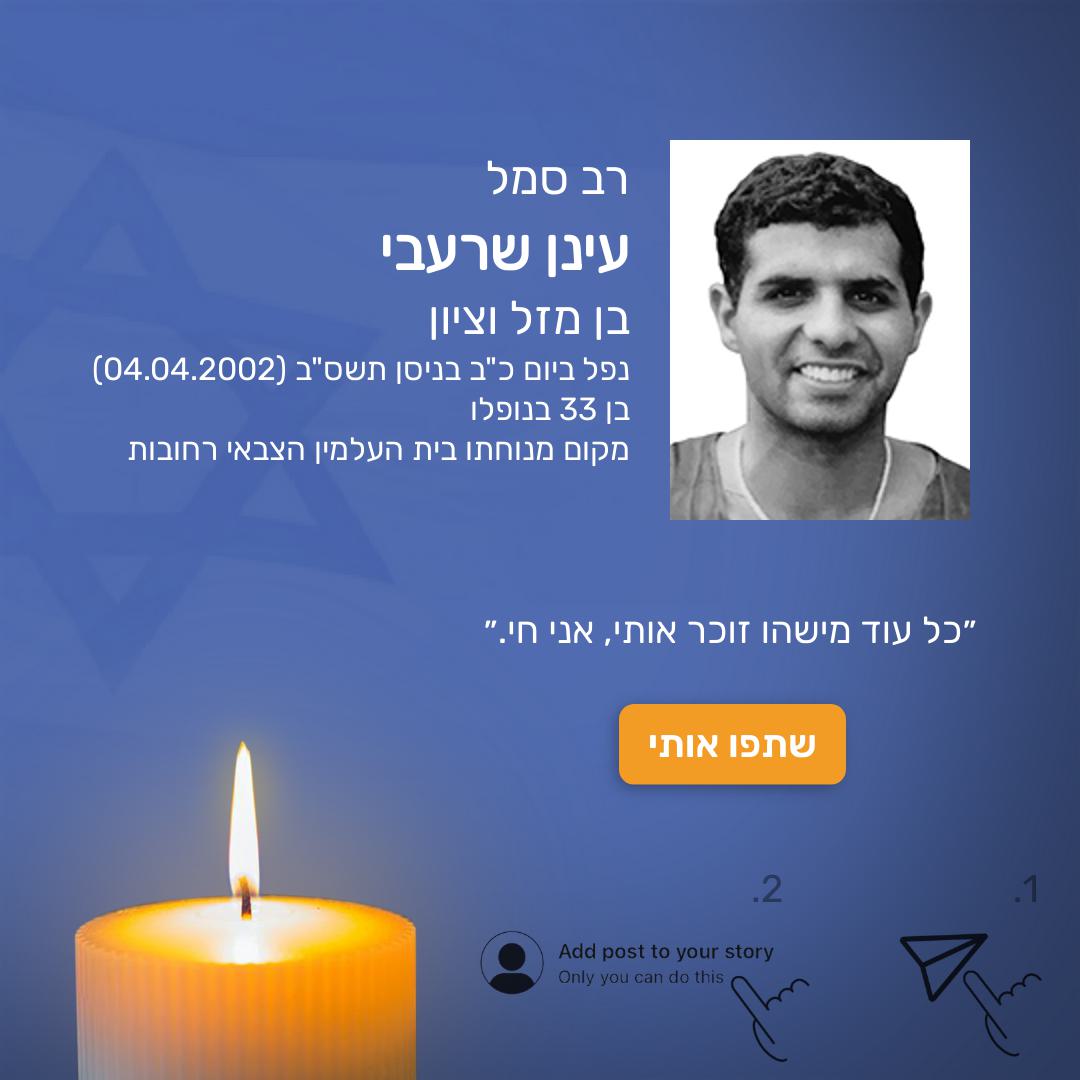 רב סמל
עינן שרעבי
בן מזל וציון
נפל ביום כ"ב בניסן תשס"ב (04.04.2002)
בן 33 בנופלו
מקום מנוחתו בית העלמין הצבאי רחובות
״כל עוד מישהו זוכר אותי, אני חי.״
שתפו אותי
1.
2.
Add post to your story
Only you can do this